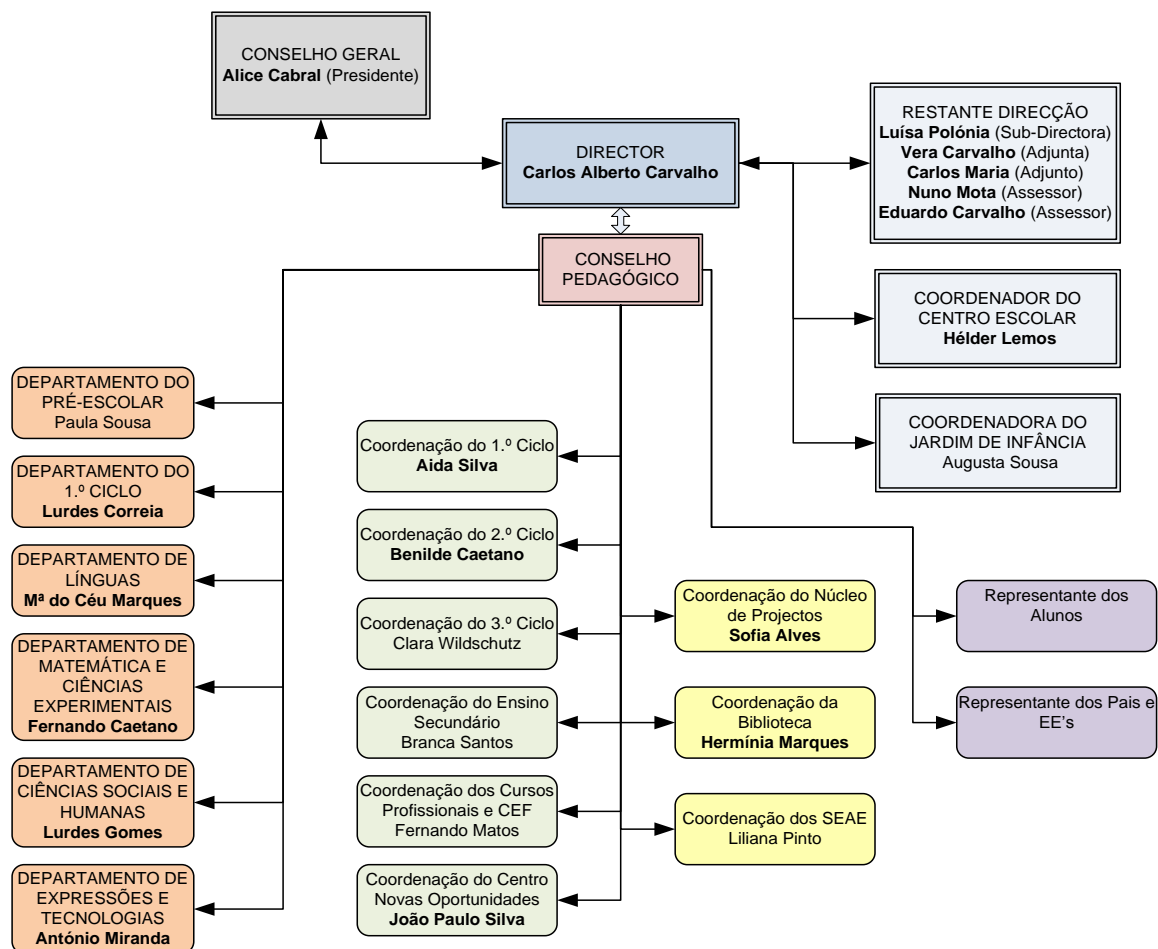 CONSELHO GERAL
Alice Cabral (Presidente)
DIRECTOR
Carlos Alberto Carvalho
RESTANTE DIRECÇÃO
Luísa Polónia (Sub-Directora)
Vera Carvalho (Adjunta)
Carlos Maria (Adjunto)
Nuno Mota (Assessor)
Eduardo Carvalho (Assessor)
CONSELHO
PEDAGÓGICO
COORDENADOR DO
CENTRO ESCOLAR
Hélder Lemos
COORDENADORA DO
JARDIM DE INFÂNCIA
Augusta Sousa
DEPARTAMENTO DO
PRÉ-ESCOLAR
Paula Sousa
DEPARTAMENTO DO
1.º CICLO
Lurdes Correia
DEPARTAMENTO DE
LÍNGUAS
Mª do Céu Marques
DEPARTAMENTO DE
MATEMÁTICA E
CIÊNCIAS
EXPERIMENTAIS
Fernando Caetano
DEPARTAMENTO DE
CIÊNCIAS SOCIAIS E
HUMANAS
Lurdes Gomes
DEPARTAMENTO DE
EXPRESSÕES E
TECNOLOGIAS
António Miranda
Coordenação do 1.º Ciclo
Aida Silva
Coordenação do 2.º Ciclo
Benilde Caetano
Coordenação do 3.º Ciclo
Clara Wildschutz
Coordenação do Ensino
Secundário
Branca Santos
Coordenação dos Cursos
Profissionais e CEF
Fernando Matos
Coordenação do Centro
Novas Oportunidades
João Paulo Silva
Coordenação do Núcleo
de Projectos
Sofia Alves
Coordenação da
Biblioteca
Hermínia Marques
Coordenação dos SEAE
Liliana Pinto
Representante dos
Alunos
Representante dos Pais e
EE's